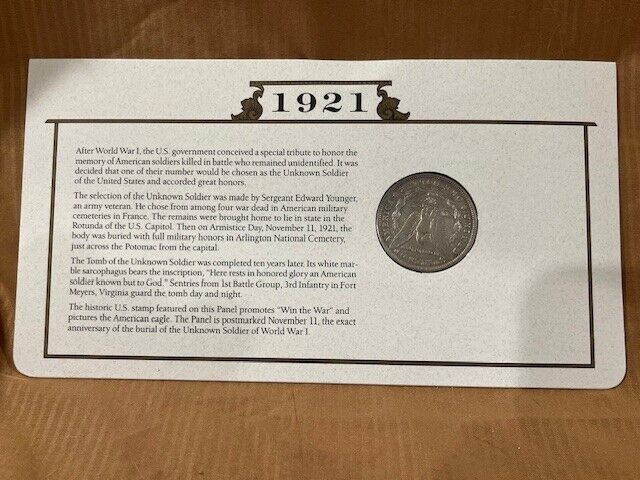 1921
After World War I, the U.S. government conceived a special tribute to honor the
memory of American soldiers killed in battle who remained unidentified. It was
decided that one of their number would be chosen as the Unknown Soldier
of the United States and accorded great honors.
The selection of the Unknown Soldier was made by Sergeant Edward Younger,
an army veteran. He chose from among four war dead in American military
cemeteries in France. The remains were brought home to lie in state in the
Rotunda of the U.S. Capitol. Then on Armistice Day, November 11, 1921, the
body was buried with full military honors in Arlington National Cemetery,
just across the Potomac from the capital.
The Tomb of the Unknown Soldier was completed ten years later. Its white mar-
ble sarcophagus bears the inscription, "Here rests in honored glory an American
soldier known but to God." Sentries from 1st Battle Group, 3rd Infantry in Fort
Meyers, Virginia guard the tomb day and night.
The historic U.S. stamp featured on this Panel promotes "Win the War" and
pictures the American eagle. The Panel is postmarked November 11, the exact
anniversary of the burial of the Unknown Soldier of World War I.